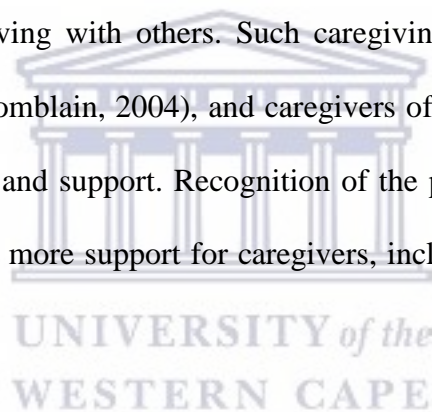 ving with others. Such caregivin
omblain, 2004), and caregivers of
and support. Recognition of the p
more support for caregivers, incl
UNIVERSITY of the
WESTERN CAPE